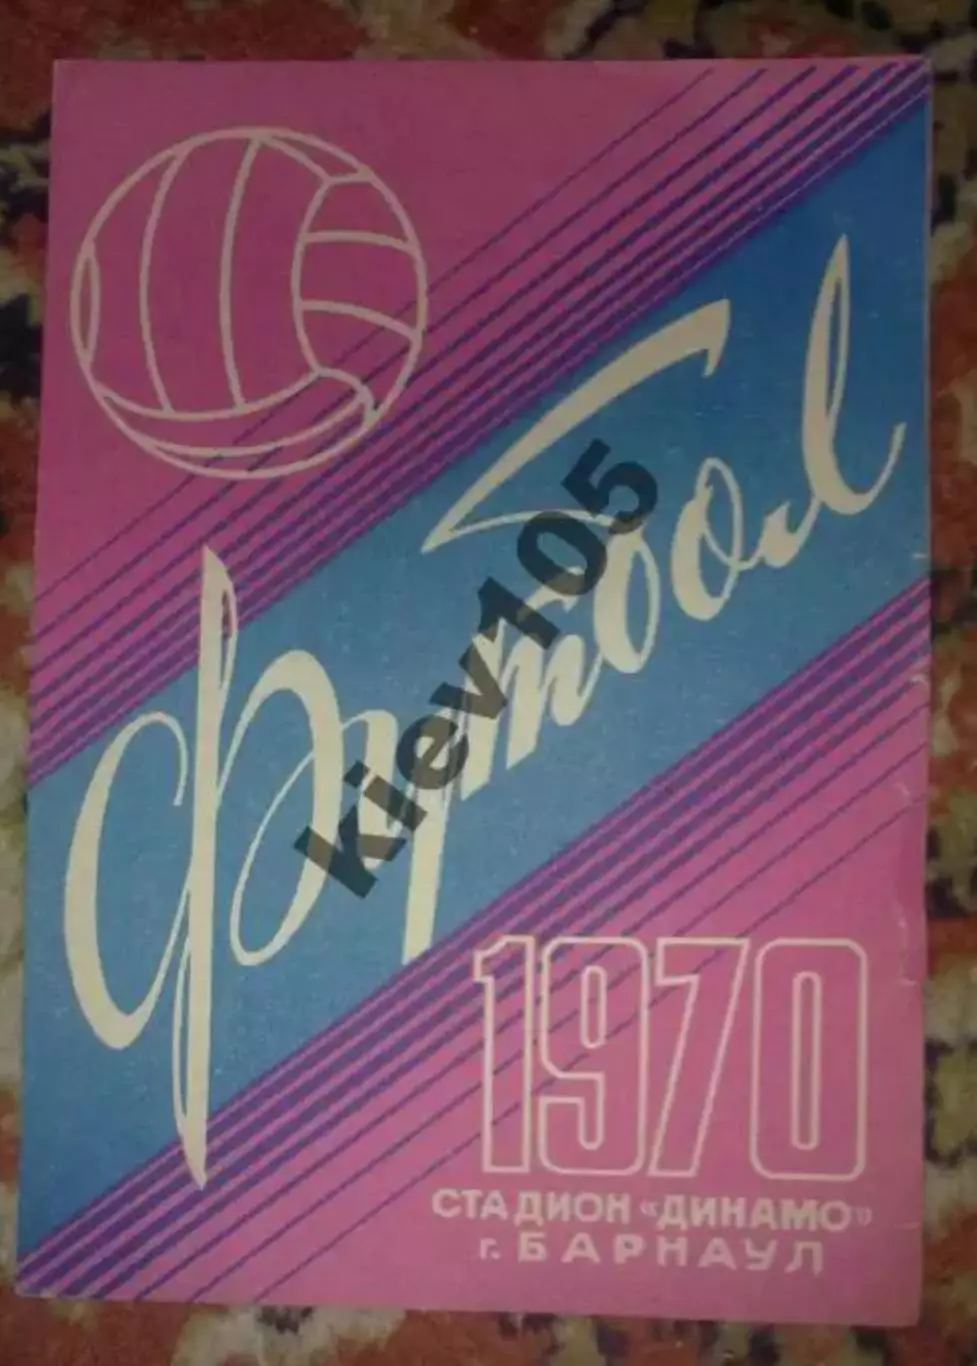 Футбол
kiev105
1970
СТАДИОН «ДИНАМО»
г. БАРНАУЛ